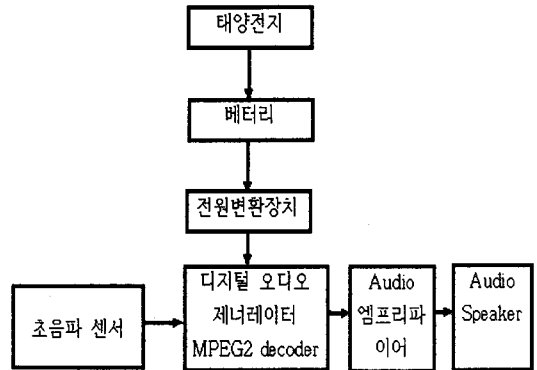 태양전지
베터리
전원변환장치
초음파 센서
디지털 오디오
제너레이터
MPEG2 decoder
Audio
엠프리파
이어
Audio
Speaker